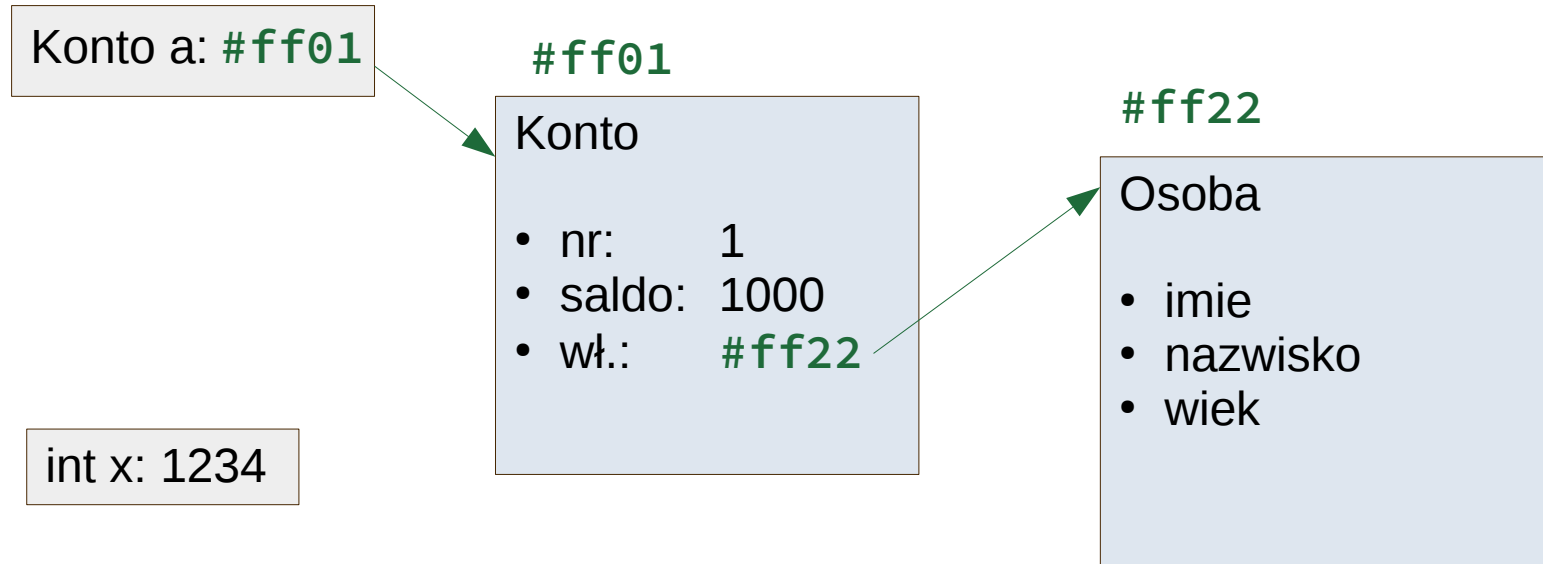 Konto a: #ff01
#ff01
Konto
• nr: 1
• saldo: 1000
• wł.: #ff22
#ff22
Osoba
• imie
• nazwisko
• wiek
int x: 1234